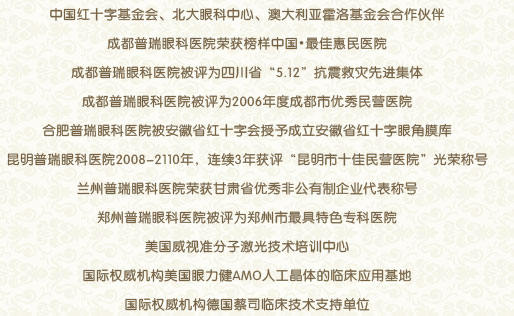 中国红十字基金会、北大眼科中心、澳大利亚霍洛基金会合作伙伴
成都普瑞眼科医院荣获榜样中国·最佳惠民医院
成都普瑞眼科医院被评为四川省“5.12”抗震救灾先进集体
成都普瑞眼科医院被评为2006年度成都市优秀民营医院
合肥普瑞眼科医院被安徽省红十字会授予成立安徽省红十字眼角膜库
昆明普瑞眼科医院2008-2110年，连续3年获评“昆明市十佳民营医院”光荣称号
兰州普瑞眼科医院荣获甘肃省优秀非公有制企业代表称号
郑州普瑞眼科医院被评为郑州市最具特色专科医院
美国威视准分子激光技术培训中心
国际权威机构美国眼力健AMO人工晶体的临床应用基地
国际权威机构德国蔡司临床技术支持单位